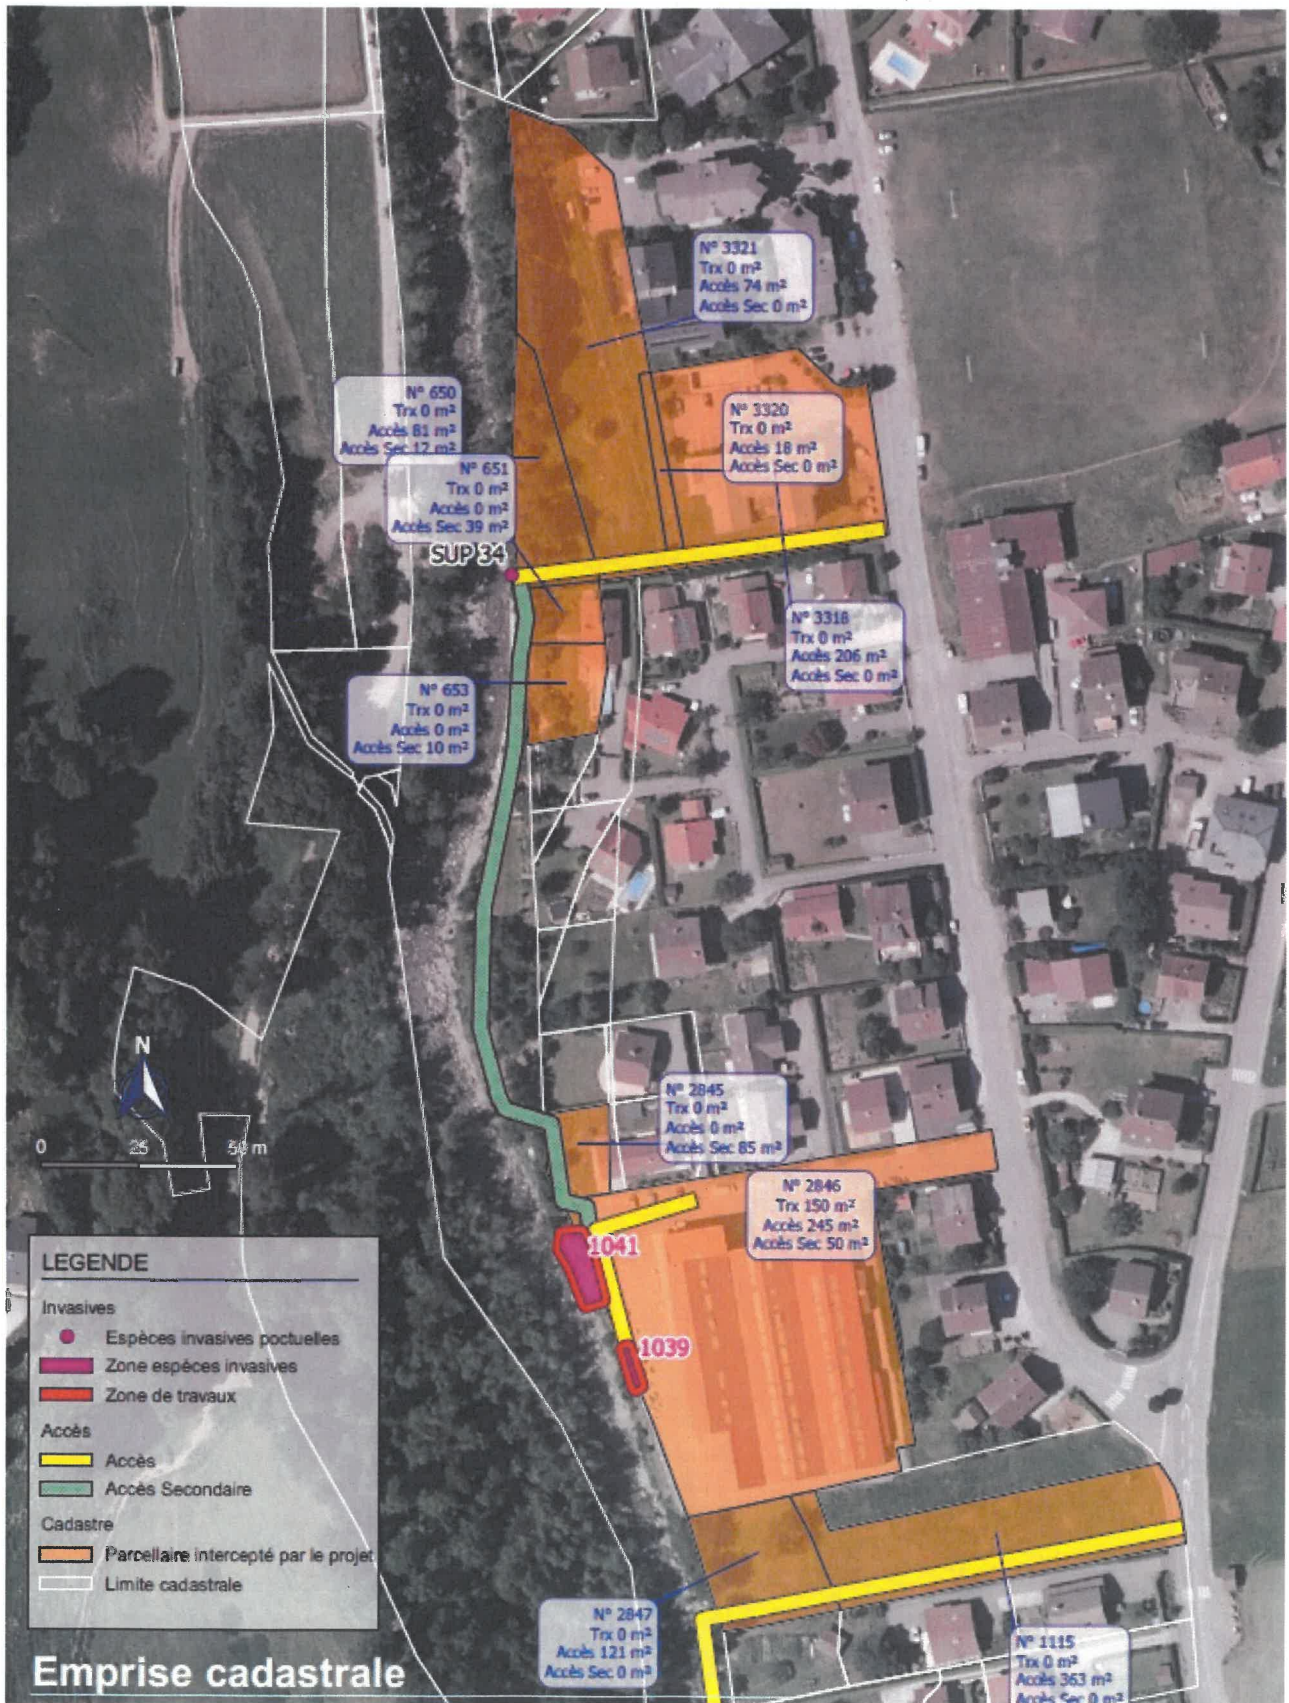 N° 3321
Trx 0 m²
Accès 74 m²
Accès Sec 0 m²
N° 650
Trx 0 m²
Accès 81 m²
Accès Sec 12 m²
N° 3320
Trx 0 m²
Accès 18 m²
Accès Sec 0 m²
N° 651
Trx 0 m²
Accès 0 m²
Accès Sec 39 m²
SUP 34
N° 3318
Trx 0 m²
Accès 206 m²
Accès Sec 0 m²
N° 653
Trx 0 m²
Accès 0 m²
Accès Sec 10 m²
N
0 25 50 m
N° 2845
Trx 0 m²
Accès 0 m²
Accès Sec 85 m²
N° 2846
Trx 150 m²
Accès 245 m²
Accès Sec 50 m²
1041
1039
LEGENDE
Invasives
Espèces invasives poctuelles
Zone espèces invasives
Zone de travaux
Accès
Accès
Accès Secondaire
Cadastre
Parcellaire intercepté par le projet
Limite cadastrale
N° 2847
Trx 0 m²
Accès 121 m²
Accès Sec 0 m²
N° 1115
Trx 0 m²
Accès 363 m²
Accès Sec 0 m²
Emprise cadastrale